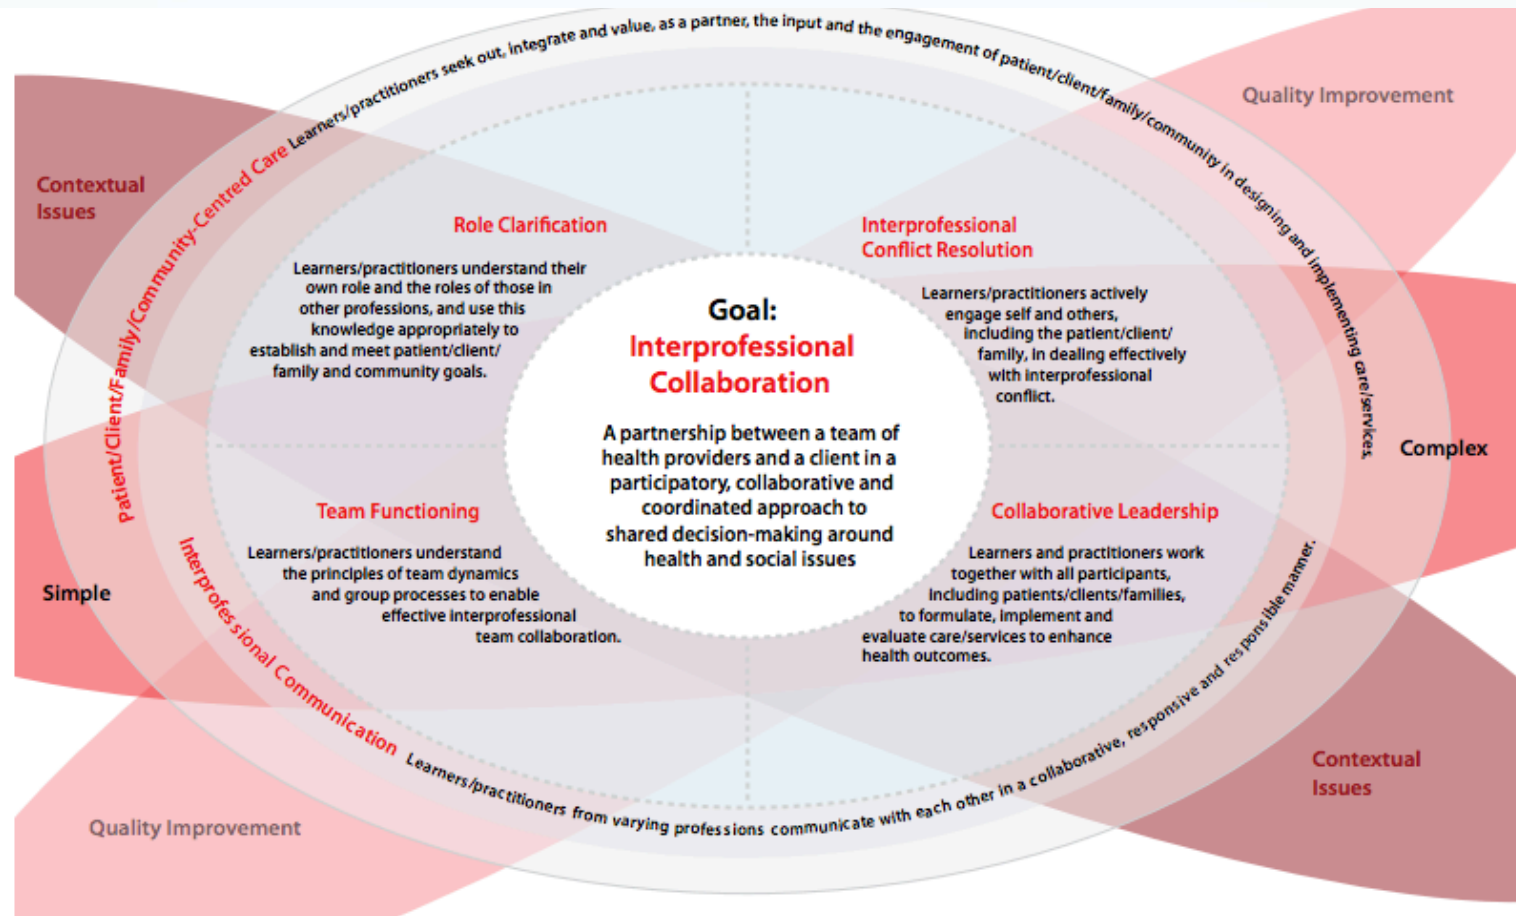 Patient/Client/Family/Community-Centred Care Learners/practitioners seek out, integrate and value, as a partner, the input and the engagement of patient/client/family/community in designing and implementing care/services.
Quality Improvement
Contextual
Issues
Role Clarification
Learners/practitioners understand their
own role and the roles of those in
other professions, and use this
knowledge appropriately to
establish and meet patient/client/
family and community goals.
Interprofessional
Conflict Resolution
Learners/practitioners actively
engage self and others,
including the patient/client/
family, in dealing effectively
with interprofessional
conflict.
Goal:
Interprofessional
Collaboration
A partnership between a team of
health providers and a client in a
participatory, collaborative and
coordinated approach to
shared decision-making around
health and social issues
Complex
Team Functioning
Learners/practitioners understand
the principles of team dynamics
and group processes to enable
effective interprofessional
team collaboration.
Collaborative Leadership
Learners and practitioners work
together with all participants,
including patients/clients/families,
to formulate, implement and
evaluate care/services to enhance
health outcomes.
Simple
Interprofessional Communication Learners/practitioners from varying professions communicate with each other in a collaborative, responsive and responsible manner.
Contextual
Issues
Quality Improvement